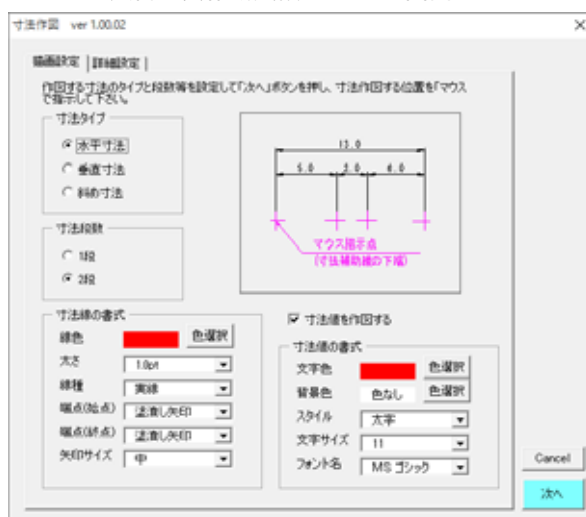 寸法作図 ver 1.00.02
描画設定
詳細設定
作図する寸法のタイプと段数等を設定して「次へ」ボタンを押し、寸法作図する位置を「マウス
で指示して下さい。
寸法タイプ
水平寸法
垂直寸法
斜め寸法
13.0
5.0
2.0
6.0
マウス指示点
(寸法補助線の下端)
寸法段数
1段
2段
寸法線の書式
線色
色選択
太さ
1.0pt
線種
実線
端点(始点)
塗潰し矢印
端点(終点)
塗潰し矢印
矢印サイズ
中
寸法値を作図する
寸法値の書式
文字色
色選択
背景色
色なし
色選択
スタイル
太字
文字サイズ
11
フォント名
MS ゴシック
Cancel
次へ